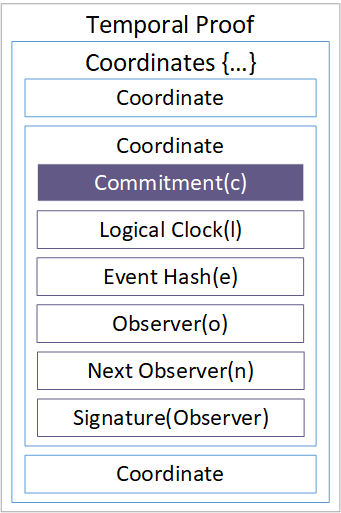 Temporal Proof
Coordinates {...}
Coordinate
Coordinate
Commitment(c)
Logical Clock(l)
Event Hash(e)
Observer(o)
Next Observer(n)
Signature(Observer)
Coordinate